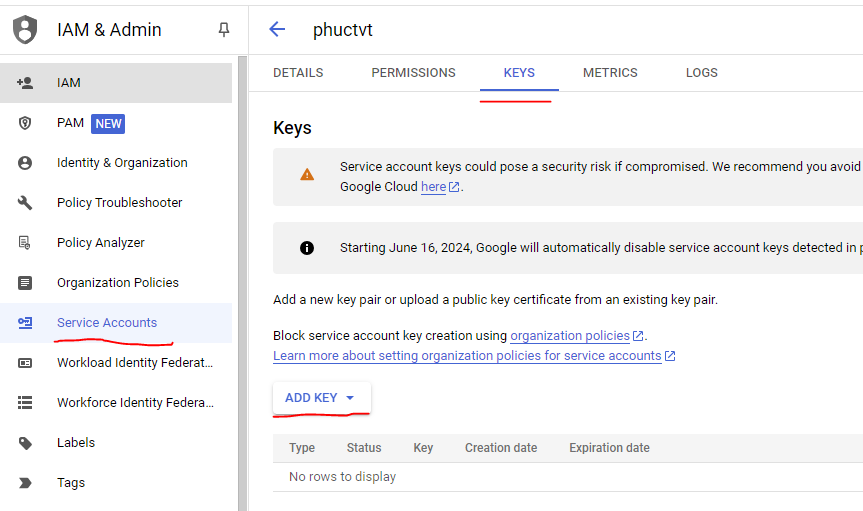 IAM & Admin
phuctvt
DETAILS PERMISSIONS KEYS METRICS LOGS
IAM
PAM NEW
Identity & Organization
Policy Troubleshooter
Policy Analyzer
Organization Policies
Service Accounts
Workload Identity Federat...
Workforce Identity Federa...
Labels
Tags
Keys
Service account keys could pose a security risk if compromised. We recommend you avoid
Google Cloud here.
Starting June 16, 2024, Google will automatically disable service account keys detected in p
Add a new key pair or upload a public key certificate from an existing key pair.
Block service account key creation using organization policies.
Learn more about setting organization policies for service accounts
ADD KEY
Type Status Key Creation date Expiration date
No rows to display